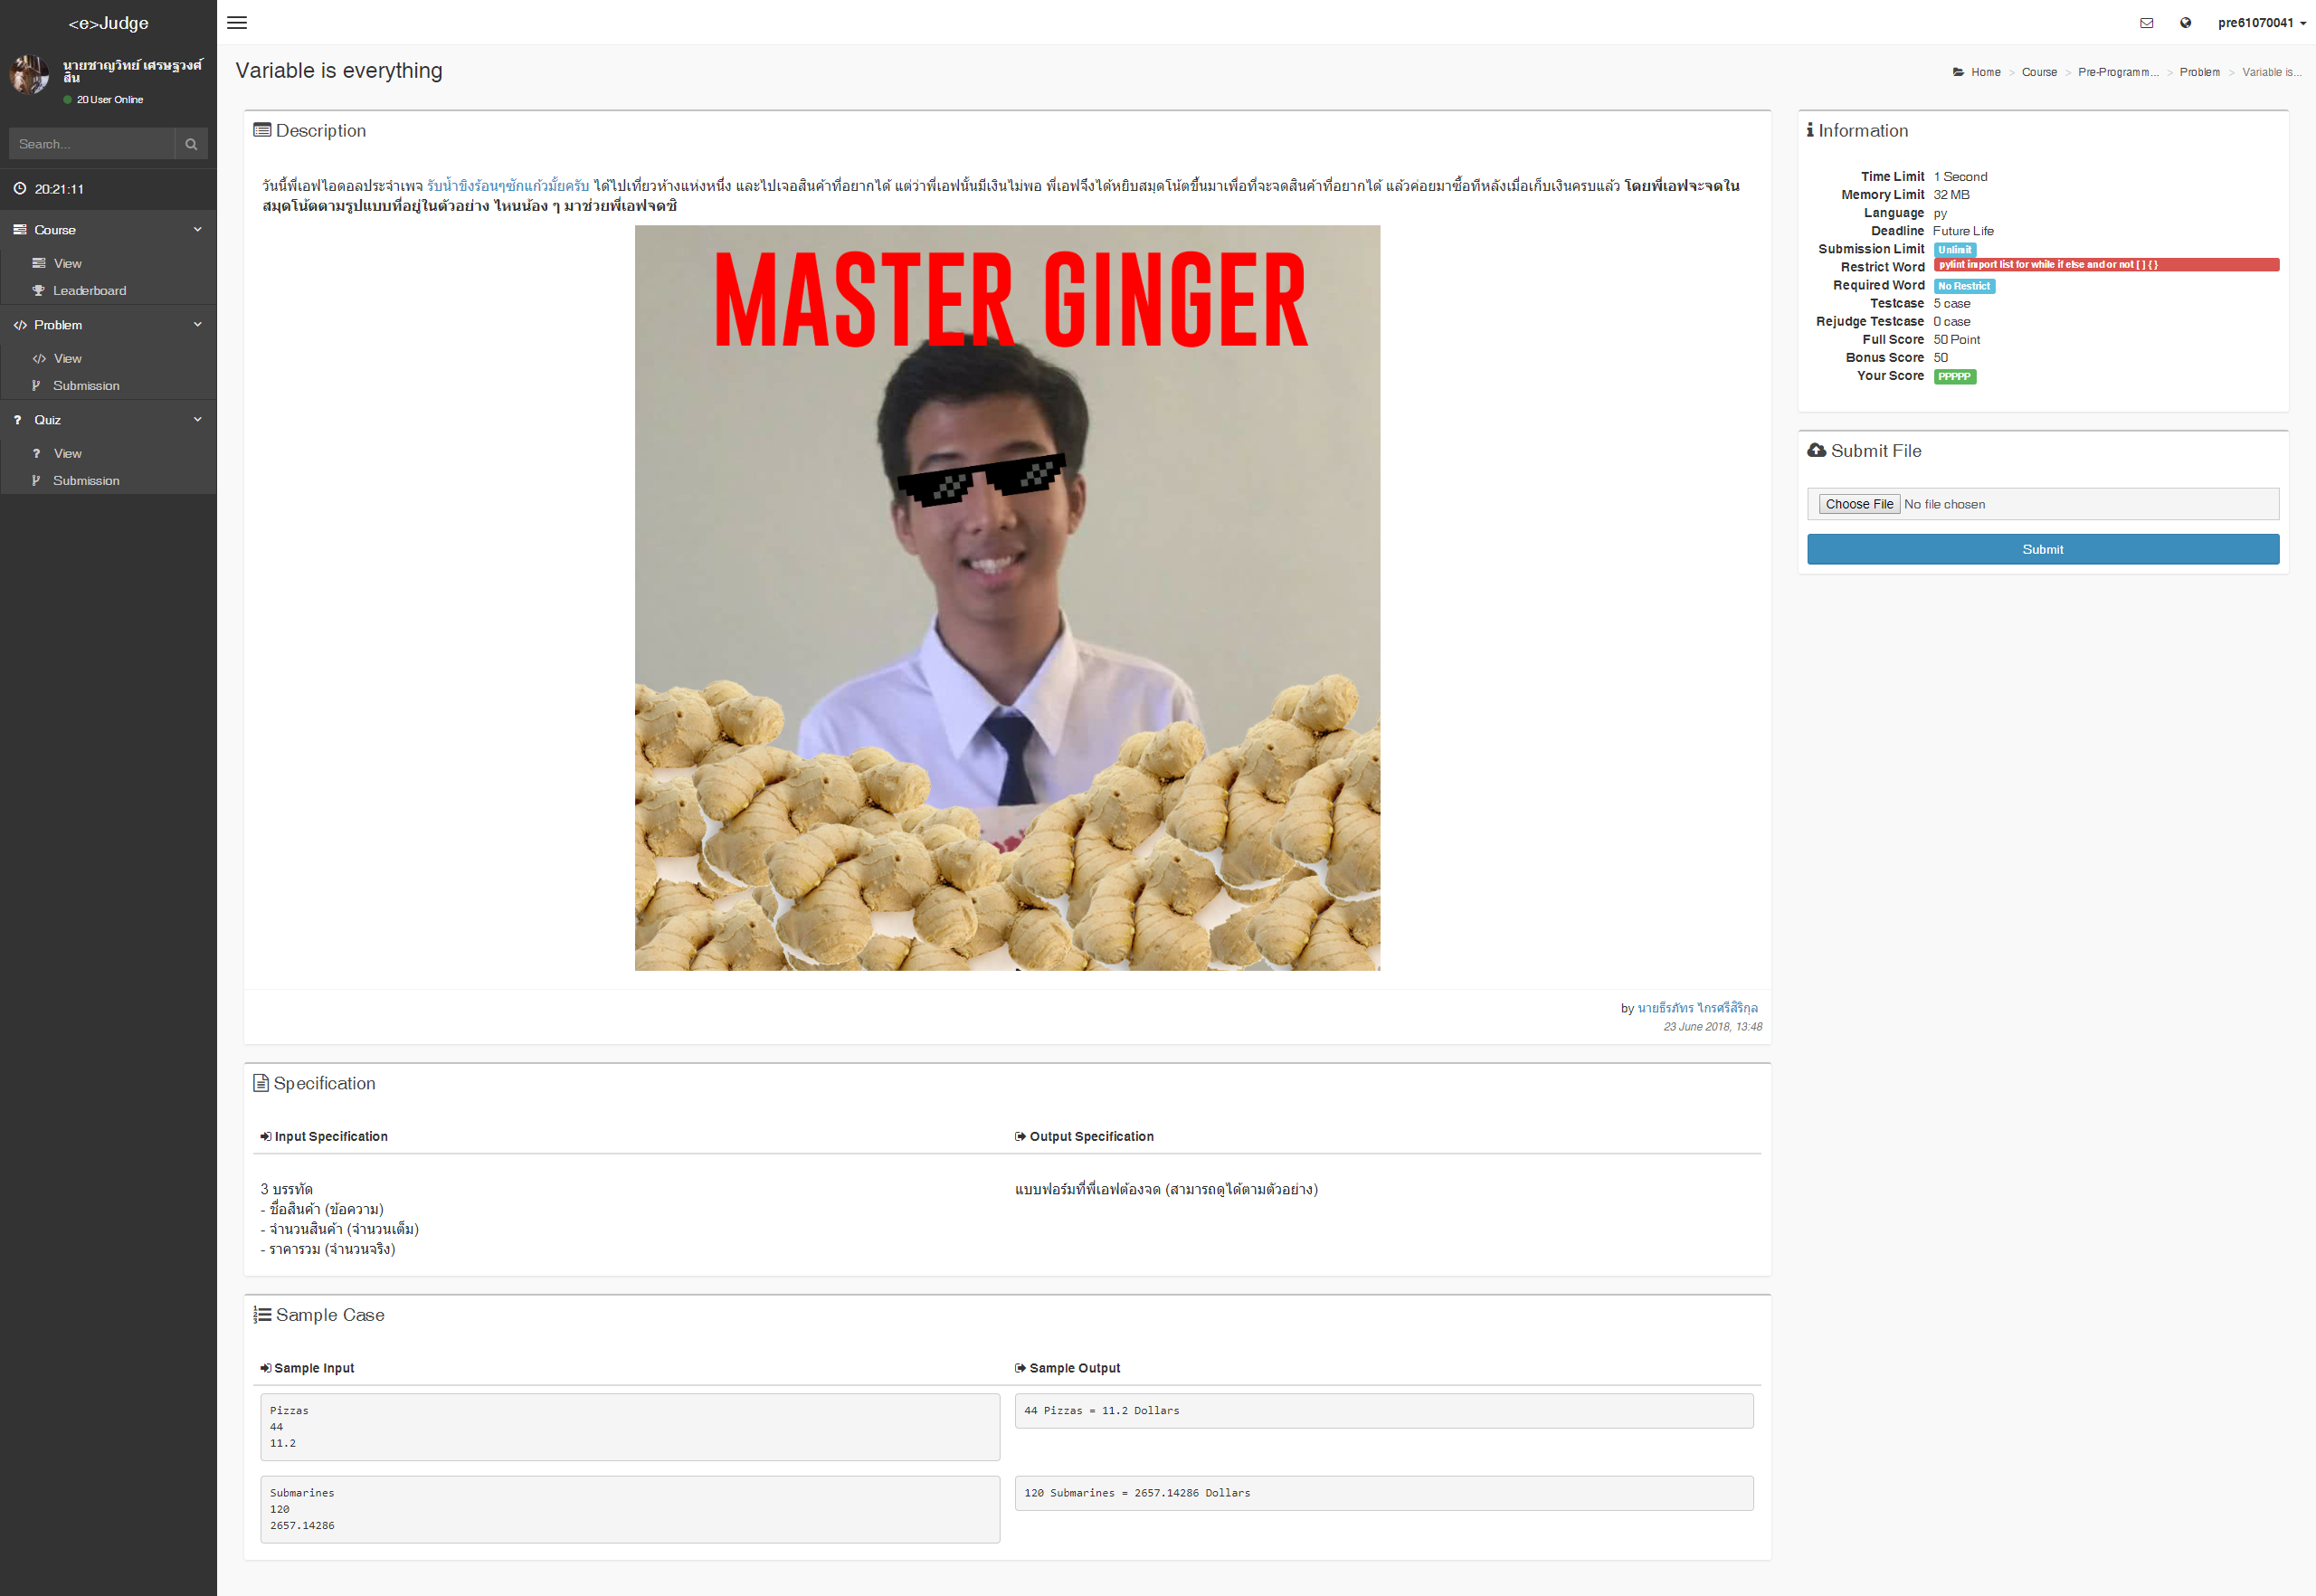 <e>Judge
pre61070041
นายชาญวิทย์ เศรษฐวงศ์
สิน
20 User Online
Search...
20:21:11
Course
View
Leaderboard
Problem
View
Submission
Quiz
View
Submission
Variable is everything
Home > Course > Pre-Programm... > Problem > Variable is...
Description
วันนี้พี่เอฟไอดอลประจำเพจ รับน้ำขิงร้อนๆซักแก้วมั้ยครับ ได้ไปเที่ยวห้างแห่งหนึ่ง และไปเจอสินค้าที่อยากได้ แต่ว่าพี่เอฟนั้นมีเงินไม่พอ พี่เอฟจึงได้หยิบสมุดโน้ตขึ้นมาเพื่อที่จะจดสินค้าที่อยากได้ แล้วค่อยมาซื้อทีหลังเมื่อเก็บเงินครบแล้ว โดยพี่เอฟจะจดใน
สมุดโน้ตตามรูปแบบที่อยู่ในตัวอย่าง ไหนน้อง ๆ มาช่วยพี่เอฟจดซิ
MASTER GINGER
by นายธีรภัทร ไกรศรีสิริกุล
23 June 2018, 13:48
Specification
Input Specification
3 บรรทัด
- ชื่อสินค้า (ข้อความ)
- จำนวนสินค้า (จำนวนเต็ม)
- ราคารวม (จำนวนจริง)
Output Specification
แบบฟอร์มที่พี่เอฟต้องจด (สามารถดูได้ตามตัวอย่าง)
Sample Case
Sample Input
Sample Output
Pizzas
44
11.2
44 Pizzas = 11.2 Dollars
Submarines
120
2657.14286
120 Submarines = 2657.14286 Dollars
Information
Time Limit 1 Second
Memory Limit 32 MB
Language py
Deadline Future Life
Submission Limit Unlimit
Restrict Word pylint import list for while if else and or not [ ] { }
Required Word No Restrict
Testcase 5 case
Rejudge Testcase 0 case
Full Score 50 Point
Bonus Score 50
Your Score PPPPP
Submit File
Choose File No file chosen
Submit